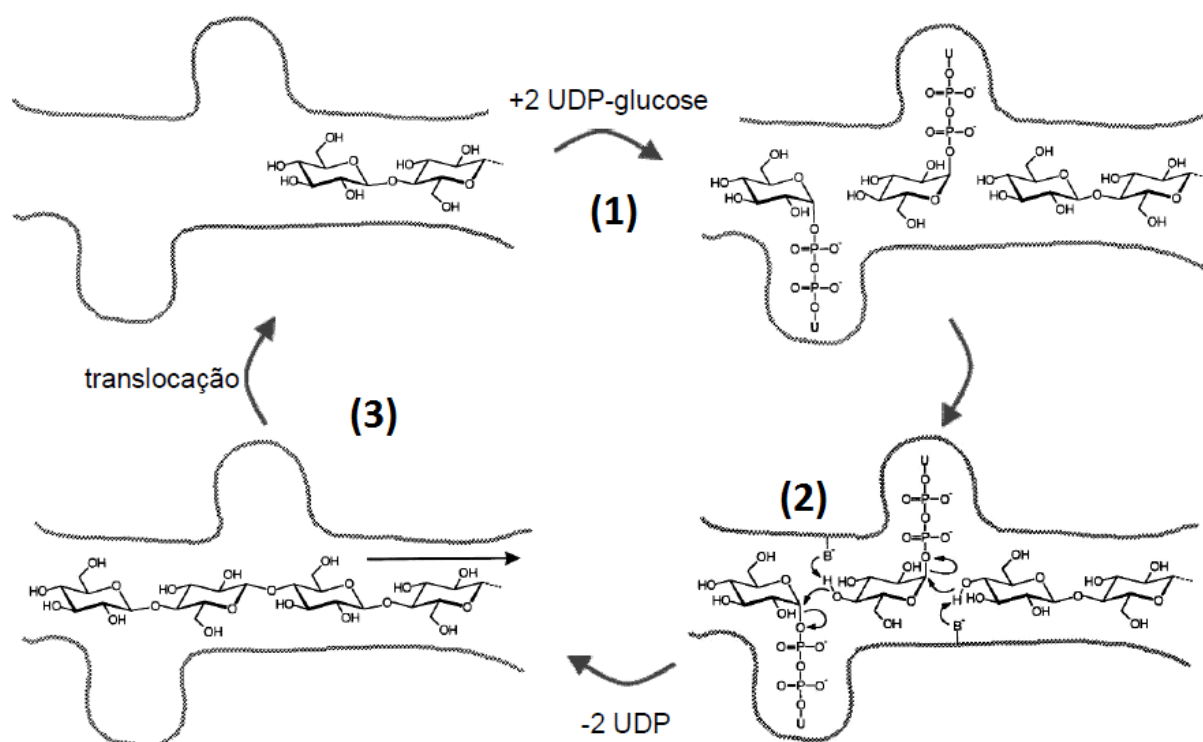 +2 UDP-glucose
(1)
translocação
(3)
(2)
-2 UDP